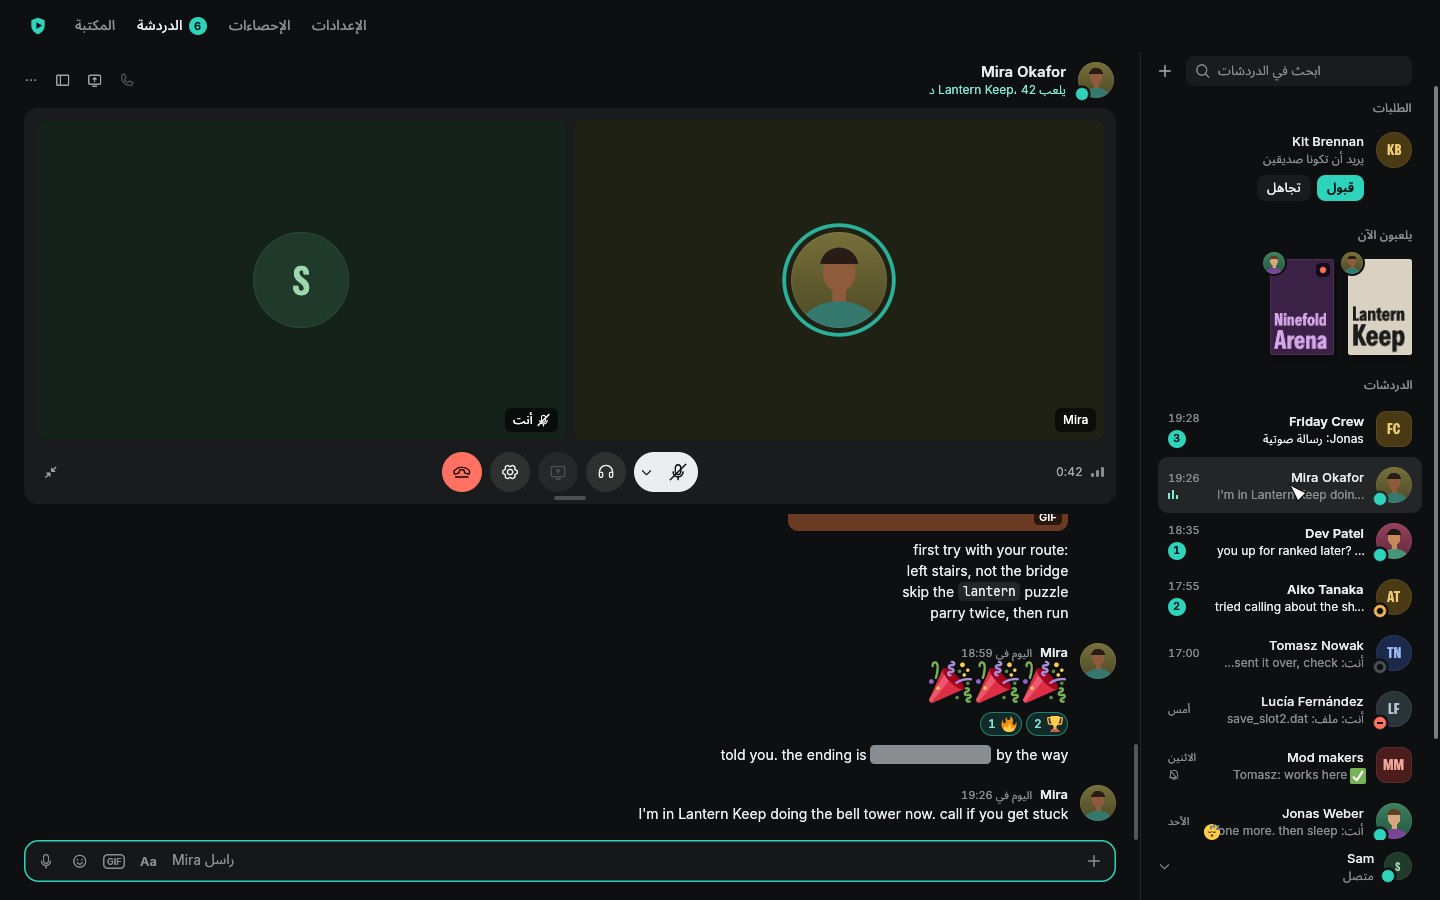 المكتبة
الدردشة 6
الإحصاءات
الإعدادات
Mira Okafor
يلعب Lantern Keep، 42 د
S
أنت
Mira
0:42
GIF
first try with your route:
left stairs, not the bridge
skip the lantern puzzle
parry twice, then run
Mira اليوم في 18:59
1 2
told you. the ending is by the way
Mira اليوم في 19:26
I'm in Lantern Keep doing the bell tower now. call if you get stuck
GIF Aa راسل Mira
ابحث في الدردشات
الطلبات
KB Kit Brennan
يريد أن تكونا صديقين
قبول تجاهل
يلعبون الآن
Lantern Keep
Ninefold Arena
الدردشات
FC Friday Crew 19:28
Jonas: رسالة صوتية 3
Mira Okafor 19:26
I'm in Lantern Keep doin...
Dev Patel 18:35
you up for ranked later? ... 1
AT Aiko Tanaka 17:55
tried calling about the sh... 2
TN Tomasz Nowak 17:00
أنت: sent it over, check...
LF Lucía Fernández أمس
أنت: ملف: save_slot2.dat
MM Mod makers الاثنين
Tomasz: works here
Jonas Weber الأحد
أنت: one more. then sleep
S Sam
متصل